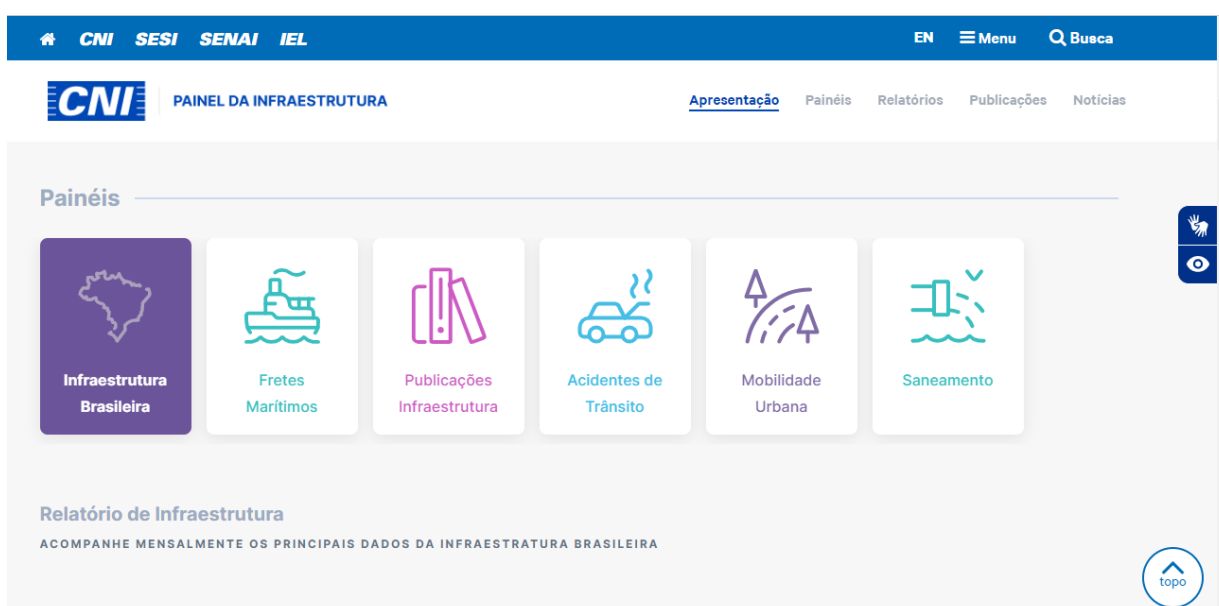 CNI SESI SENAI IEL EN Menu Busca
CNI PAINEL DA INFRAESTRUTURA Apresentação Painéis Relatórios Publicações Notícias
Painéis
Infraestrutura
Brasileira
Fretes
Marítimos
Publicações
Infraestrutura
Acidentes de
Trânsito
Mobilidade
Urbana
Saneamento
Relatório de Infraestrutura
ACOMPANHE MENSALMENTE OS PRINCIPAIS DADOS DA INFRAESTRATURA BRASILEIRA
topo